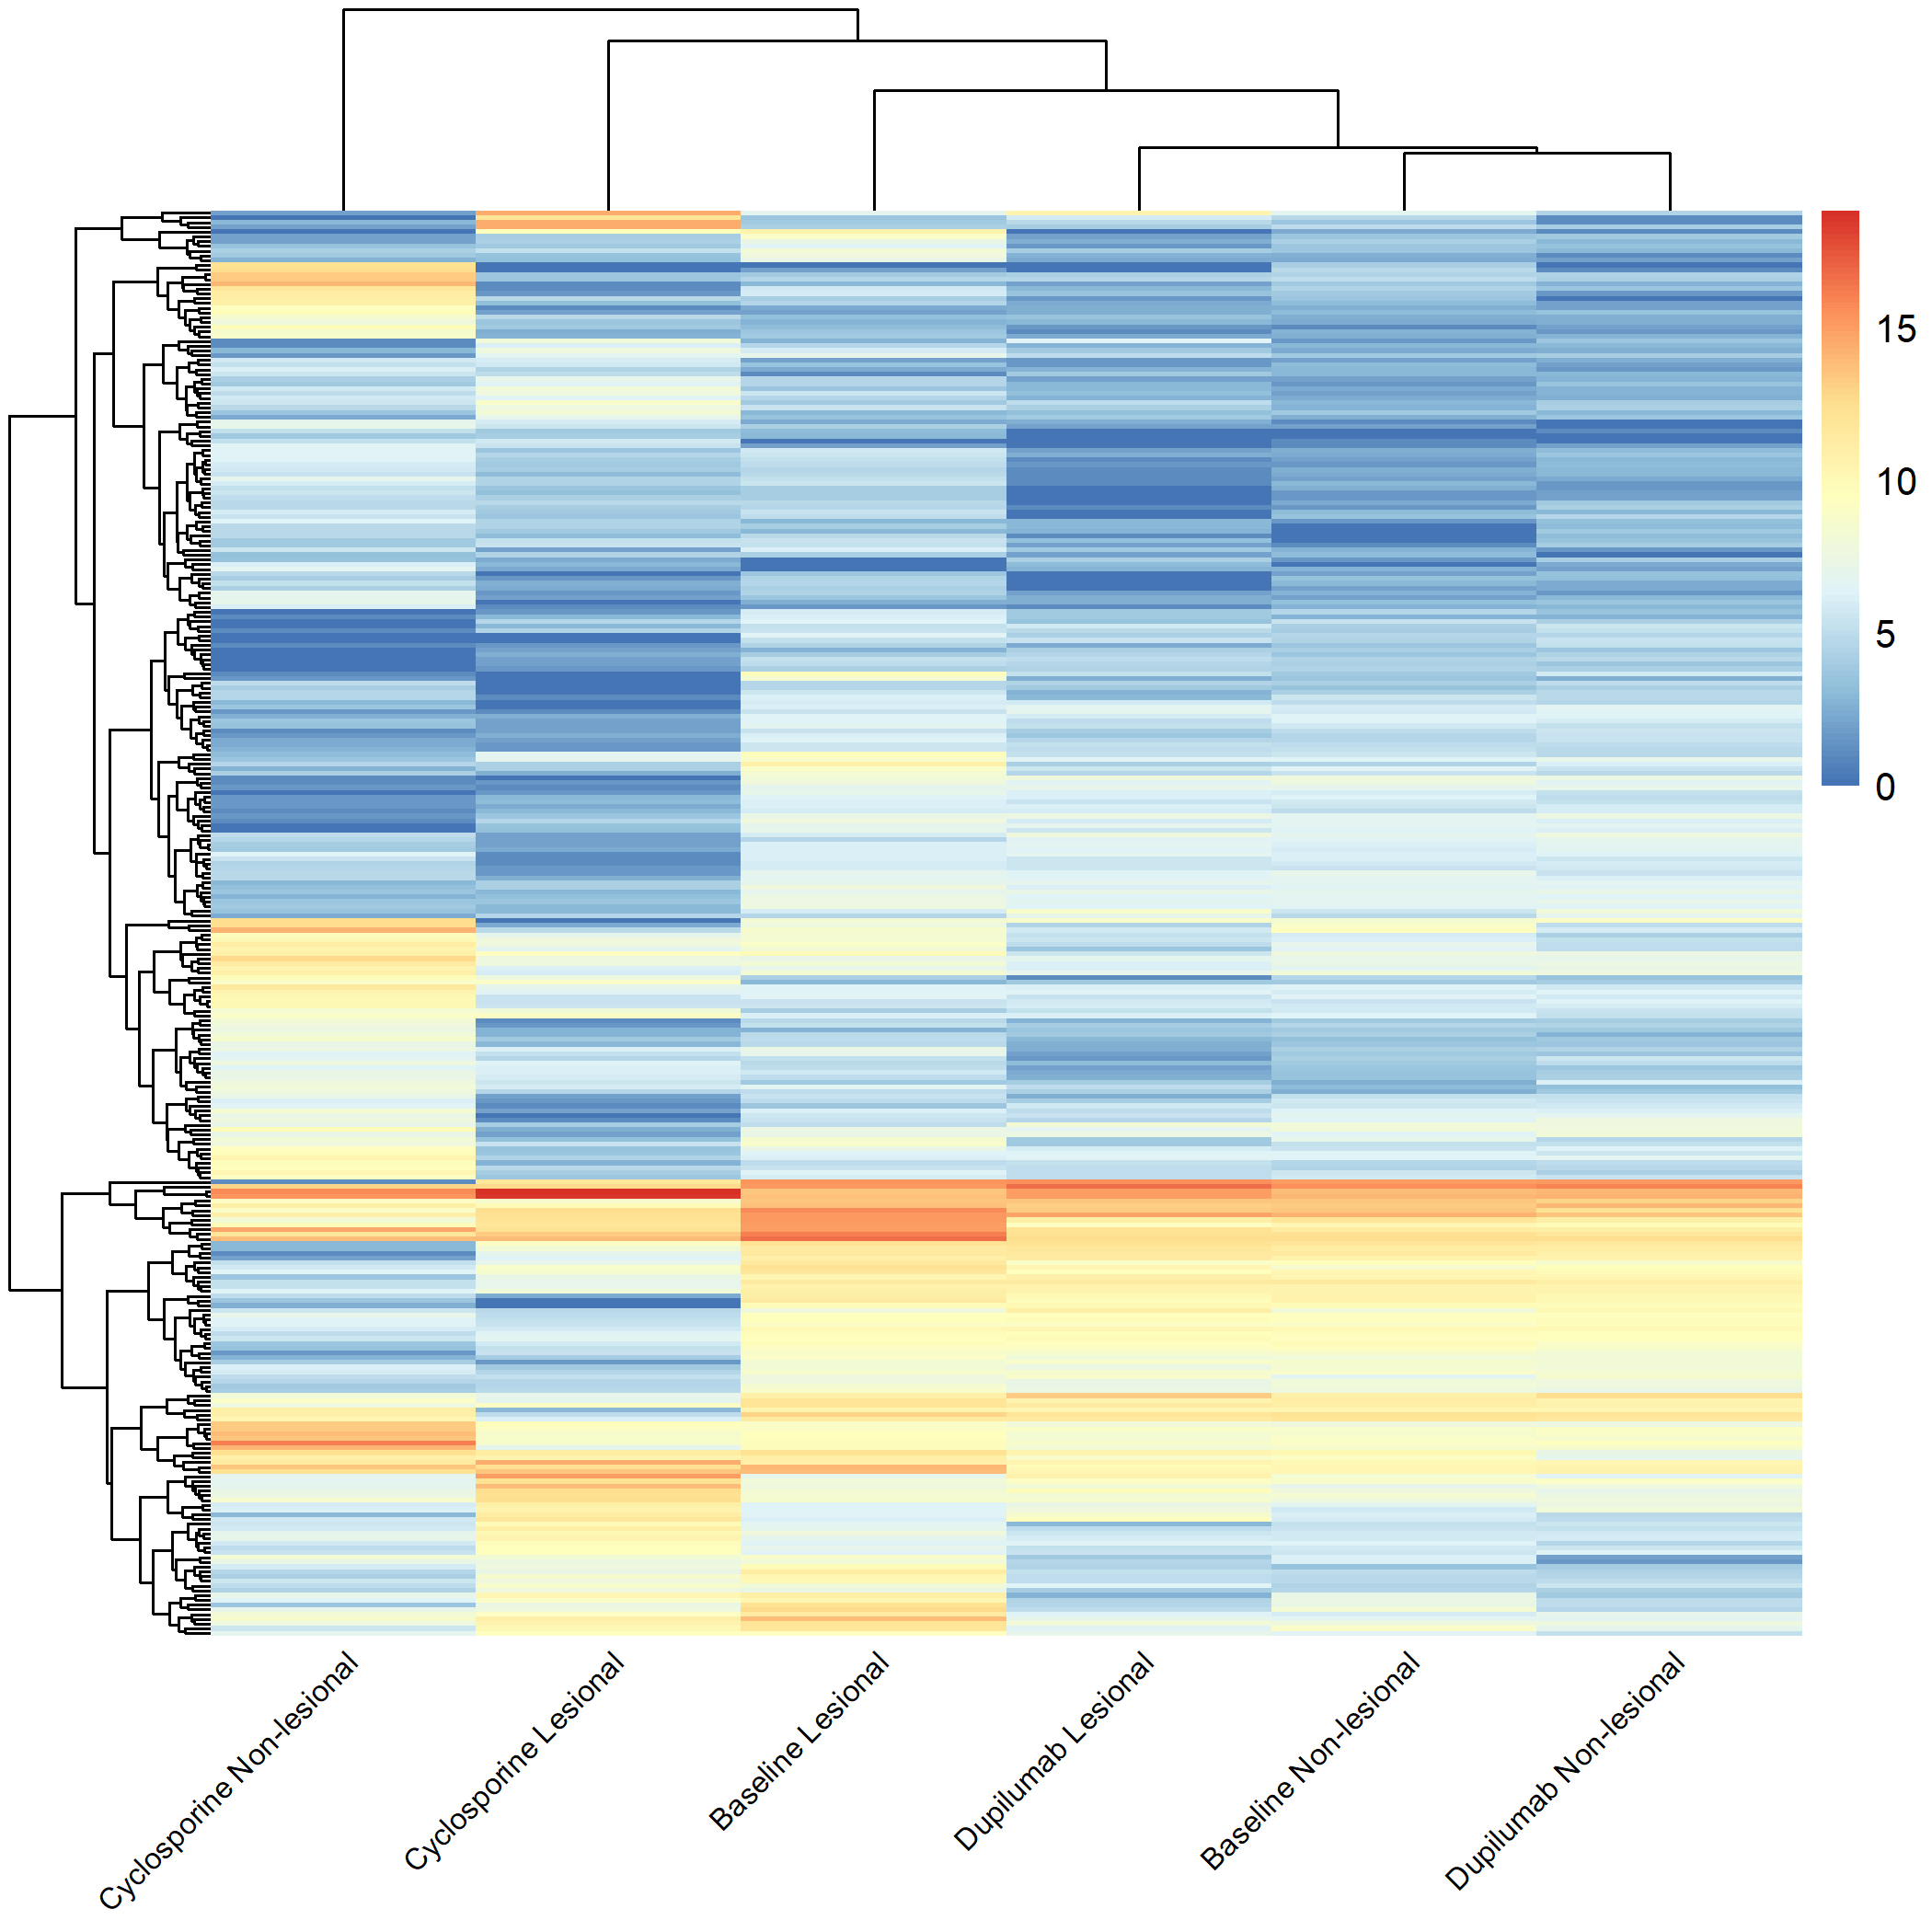 15
10
5
0
Cyclosporine Non-lesional
Cyclosporine Lesional
Baseline Lesional
Dupilumab Lesional
Baseline Non-lesional
Dupilumab Non-lesional